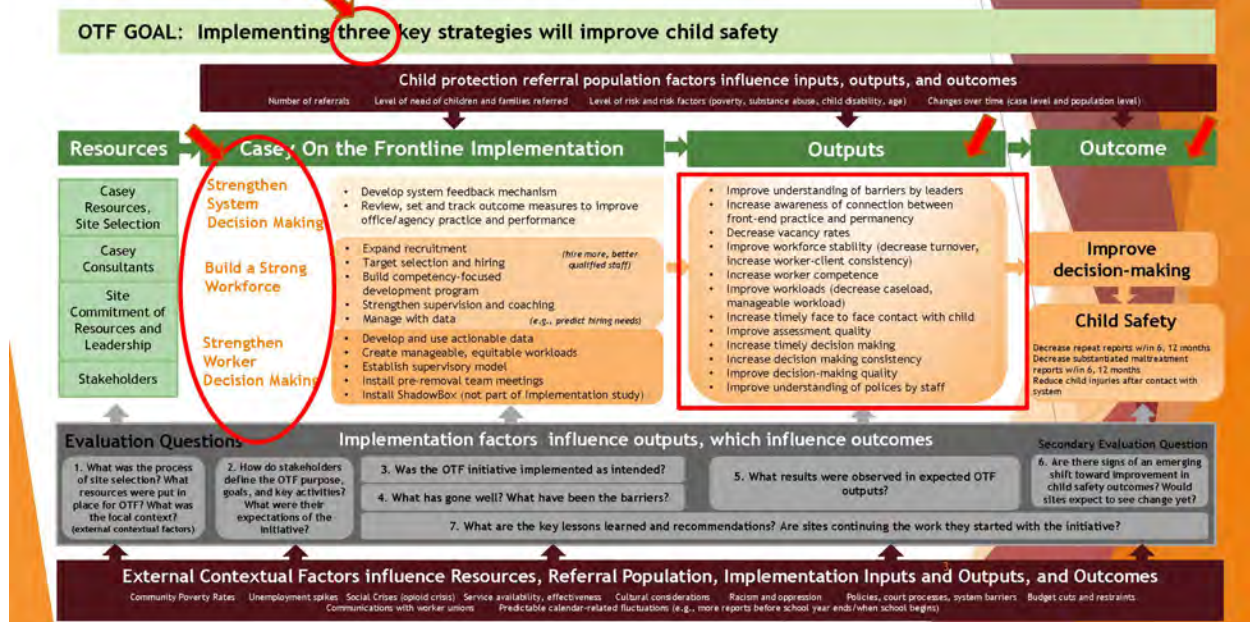 OTF GOAL: Implementing three key strategies will improve child safety
Child protection referral population factors influence inputs, outputs, and outcomes
Number of referrals Level of need of children and families referred Level of risk and risk factors (poverty, substance abuse, child disability, age) Changes over time (case level and population level)
Resources
Casey On the Frontline Implementation
Outputs
Outcome
Casey
Resources,
Site Selection
Casey
Consultants
Site
Commitment of
Resources and
Leadership
Stakeholders
Strengthen
System
Decision Making
• Develop system feedback mechanism
• Review, set and track outcome measures to improve
office/agency practice and performance
Build a Strong
Workforce
• Expand recruitment
• Target selection and hiring
(hire more, better
qualified staff)
• Build competency-focused
development program
• Strengthen supervision and coaching
• Manage with data (e.g., predict hiring needs)
Strengthen
Worker
Decision Making
• Develop and use actionable data
• Create manageable, equitable workloads
• Establish supervisory model
• Install pre-removal team meetings
• Install ShadowBox (not part of Implementation study)
• Improve understanding of barriers by leaders
• Increase awareness of connection between
front-end practice and permanency
• Decrease vacancy rates
• Improve workforce stability (decrease turnover,
increase worker-client consistency)
• Increase worker competence
• Improve workloads (decrease caseload,
manageable workload)
• Increase timely face to face contact with child
• Improve assessment quality
• Increase timely decision making
• Increase decision making consistency
• Improve decision-making quality
• Improve understanding of polices by staff
Improve
decision-making
Child Safety
Decrease repeat reports w/in 6, 12 months
Decrease substantiated maltreatment
reports w/in 6, 12 months
Reduce child injuries after contact with
system
Evaluation Questions
Implementation factors influence outputs, which influence outcomes
Secondary Evaluation Question
1. What was the process
of site selection? What
resources were put in
place for OTF? What was
the local context?
(external contextual factors)
2. How do stakeholders
define the OTF purpose,
goals, and key activities?
What were their
expectations of the
initiative?
3. Was the OTF initiative implemented as intended?
4. What has gone well? What have been the barriers?
5. What results were observed in expected OTF
outputs?
6. Are there signs of an emerging
shift toward improvement in
child safety outcomes? Would
sites expect to see change yet?
7. What are the key lessons learned and recommendations? Are sites continuing the work they started with the initiative?
3
External Contextual Factors influence Resources, Referral Population, Implementation Inputs and Outputs, and Outcomes
Community Poverty Rates Unemployment spikes Social Crises (opioid crisis) Service availability, effectiveness Cultural considerations Racism and oppression Policies, court processes, system barriers Budget cuts and restraints
Communications with worker unions Predictable calendar-related fluctuations (e.g., more reports before school year ends/when school begins)